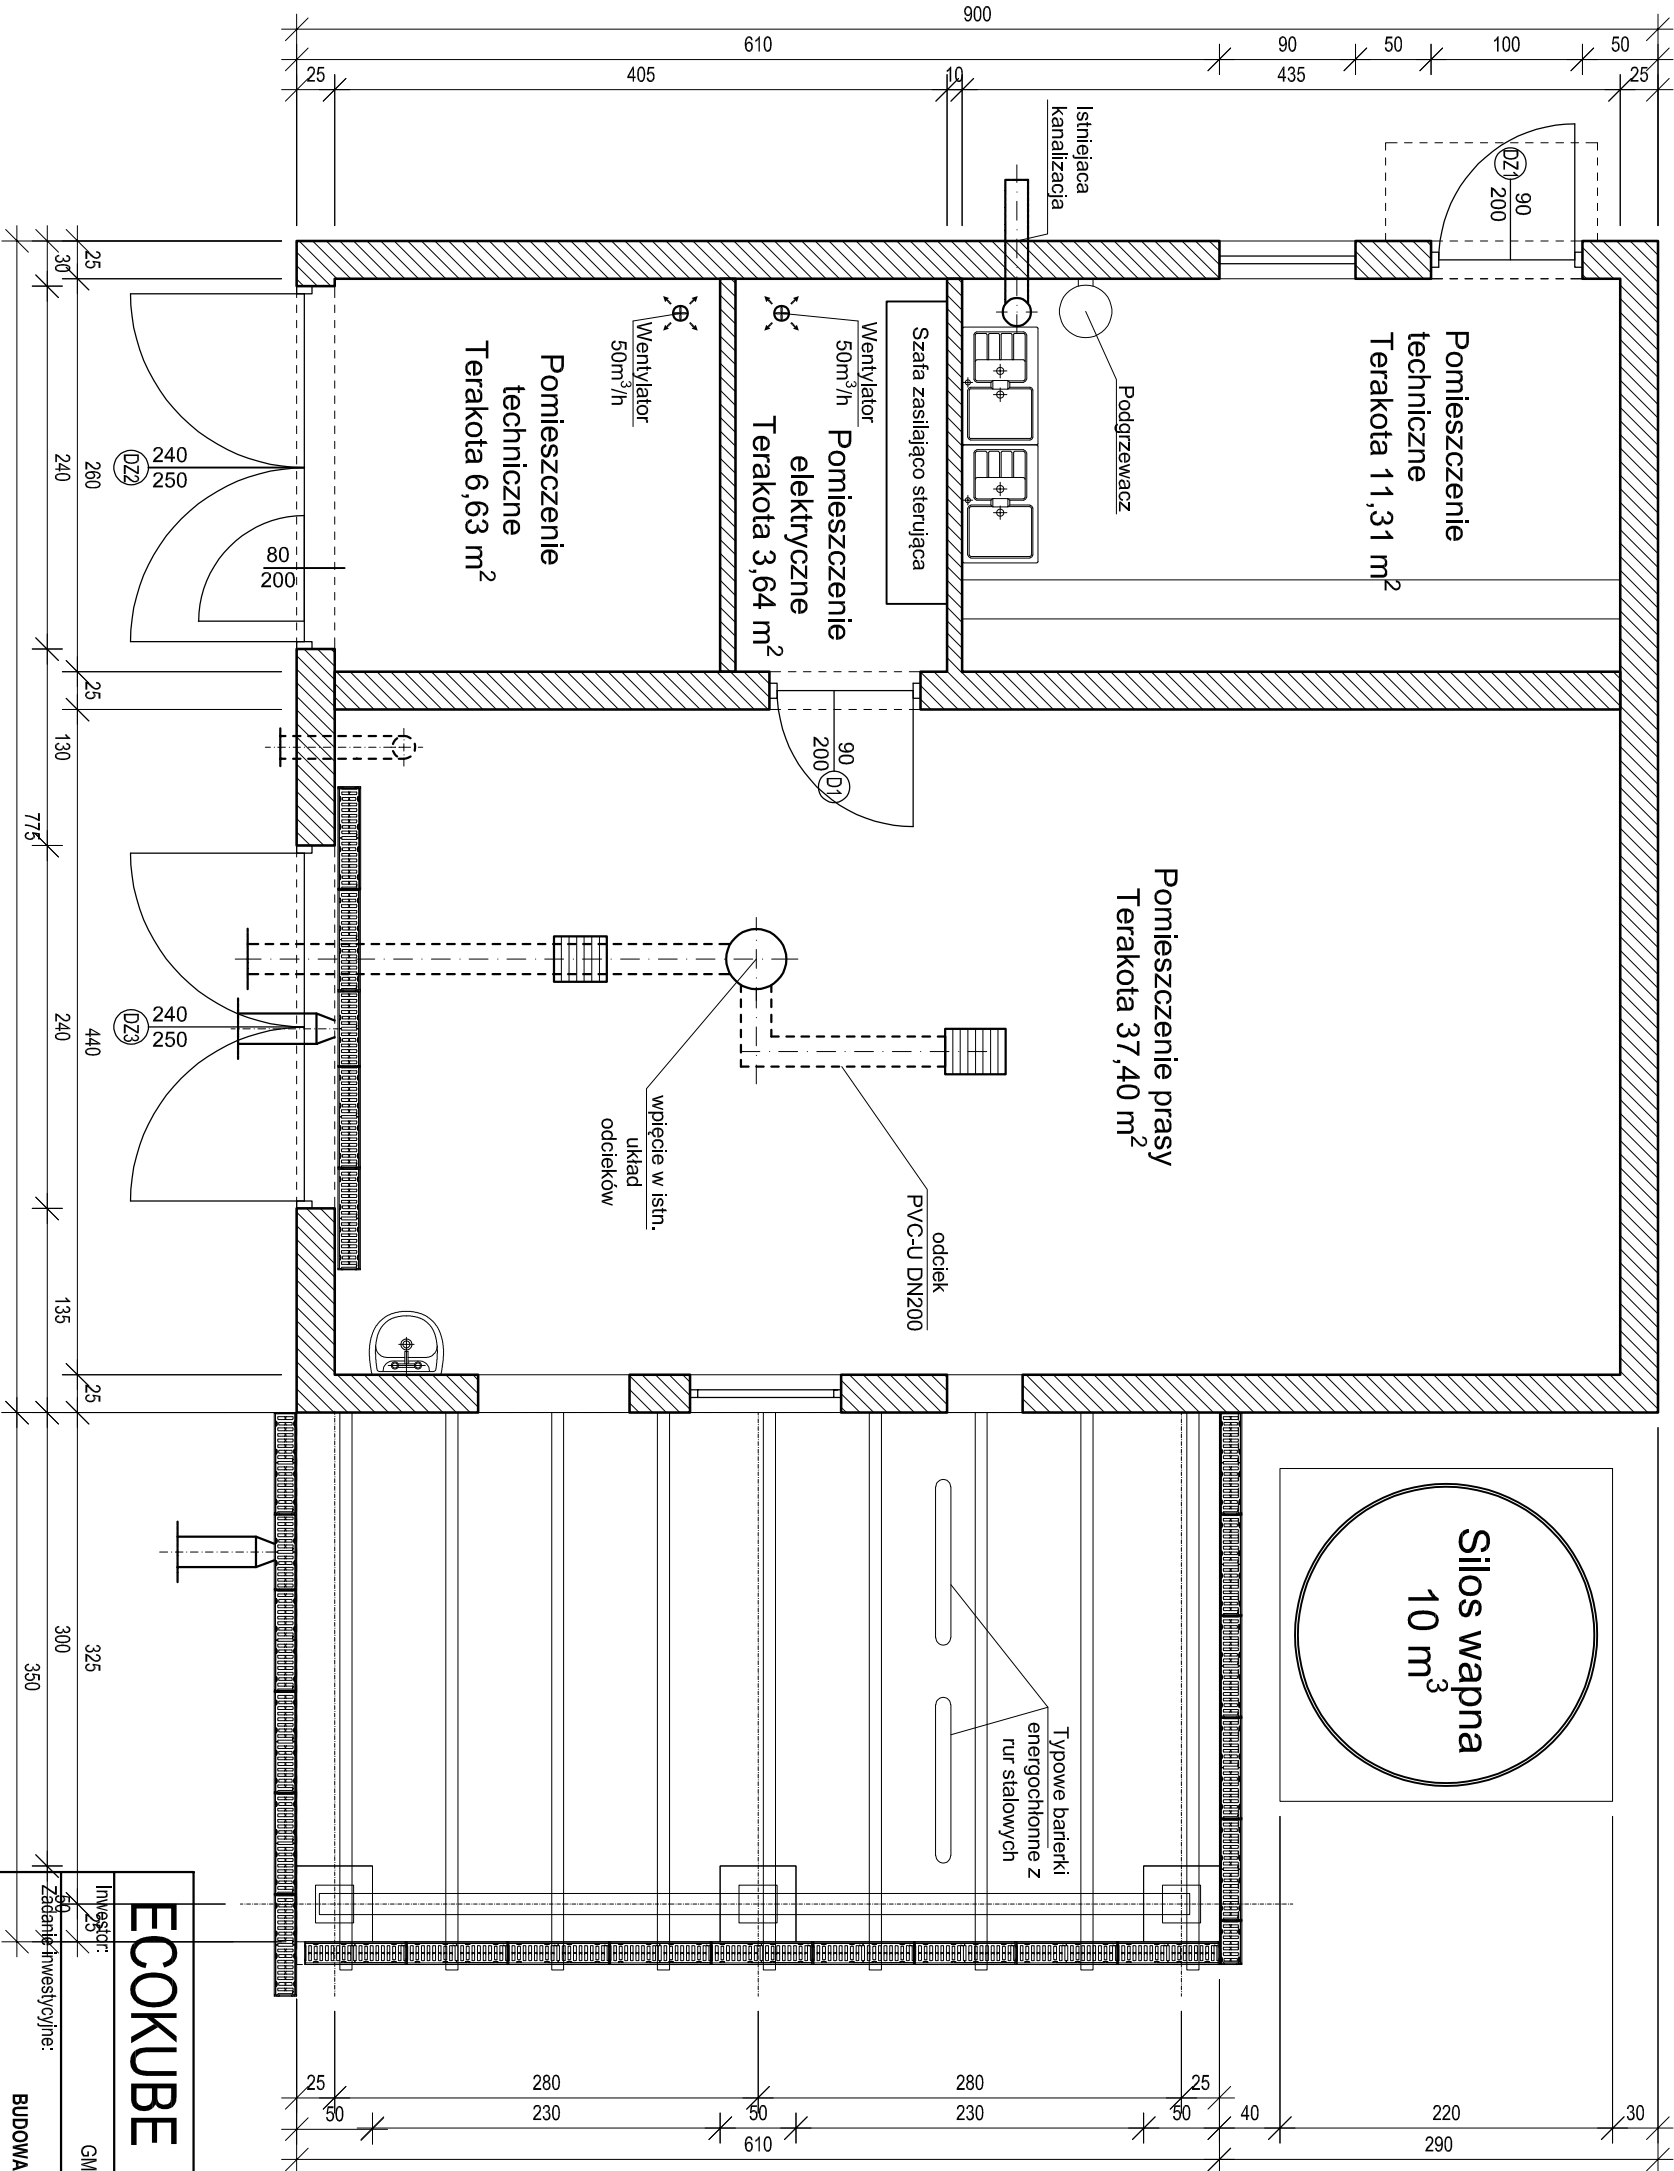 900
610
90
50
100
50
25
405
10
435
25
Istniejaca
kanalizacja
DZ1
90
200
Pomieszczenie
techniczne
Terakota 11,31 m²
Podgrzewacz
Szafa zasilająco sterująca
Wentylator
50m³/h
Pomieszczenie
elektryczne
Terakota 3,64 m²
Wentylator
50m³/h
Pomieszczenie
techniczne
Terakota 6,63 m²
DZ2
240
250
80
200
90
200
D1
Pomieszczenie prasy
Terakota 37,40 m²
odciek
PVC-U DN200
wpięcie w istn.
układ
odcieków
DZ3
240
250
Silos wapna
10 m³
Typowe barierki
energochłonne z
rur stalowych
25
260
25
440
25
325
25
30
240
130
240
135
300
50
775
350
25
280
280
25
50
230
50
230
50
40
220
30
610
290
ECOKUBE
Inwestor:
GM
Zadanie inwestycyjne:
BUDOWA